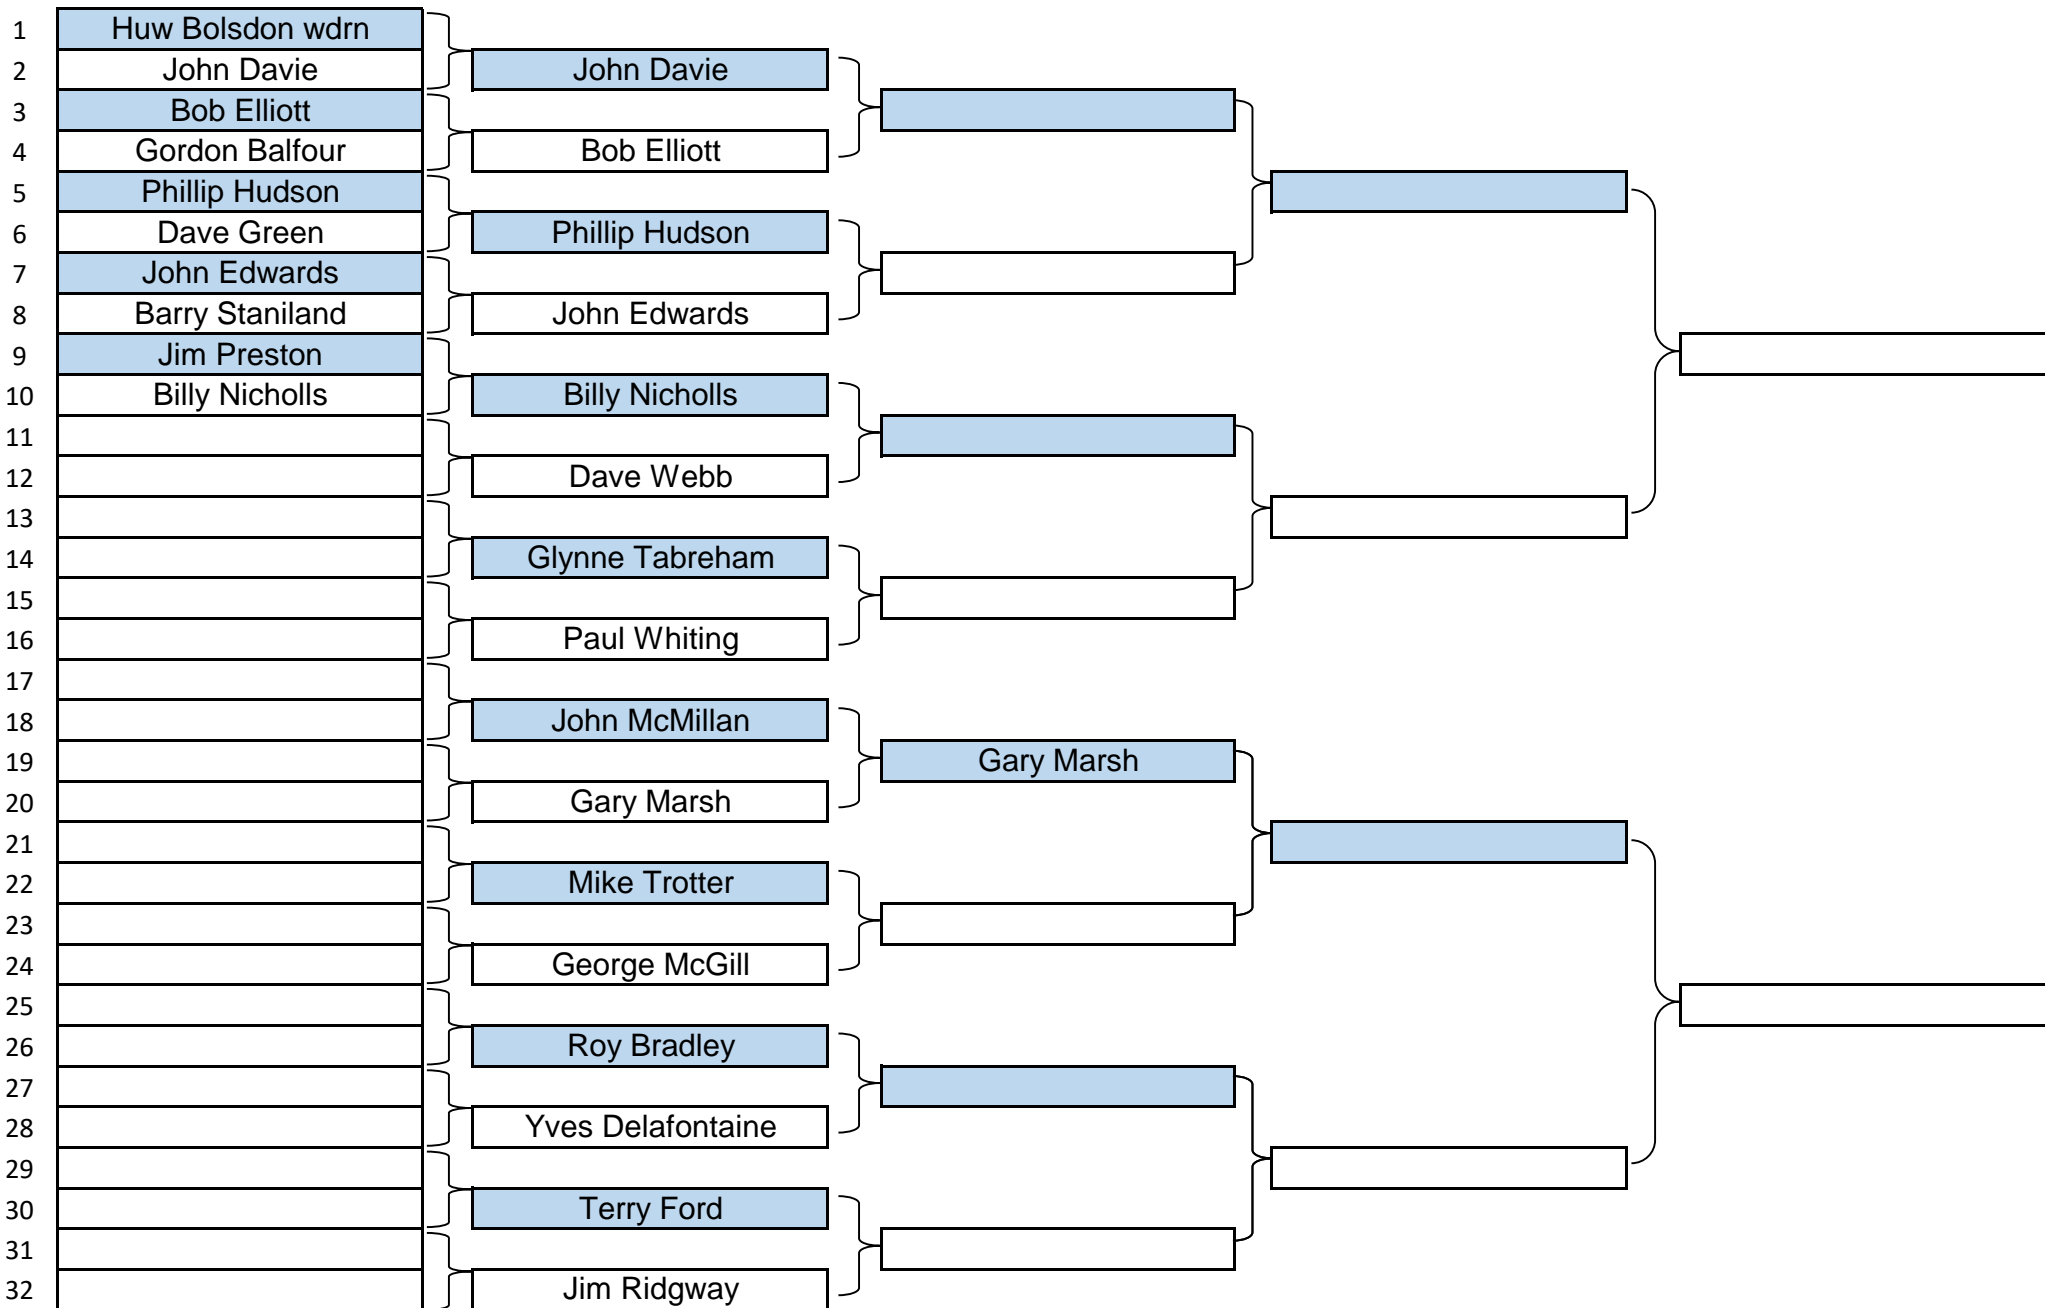 1 Huw Bolsdon wdrn
2 John Davie John Davie
3 Bob Elliott
4 Gordon Balfour Bob Elliott
5 Phillip Hudson
6 Dave Green Phillip Hudson
7 John Edwards
8 Barry Staniland John Edwards
9 Jim Preston
10 Billy Nicholls Billy Nicholls
11
12 Dave Webb
13
14 Glynne Tabreham
15
16 Paul Whiting
17
18 John McMillan
19 Gary Marsh
20 Gary Marsh
21
22 Mike Trotter
23
24 George McGill
25
26 Roy Bradley
27
28 Yves Delafontaine
29
30 Terry Ford
31
32 Jim Ridgway